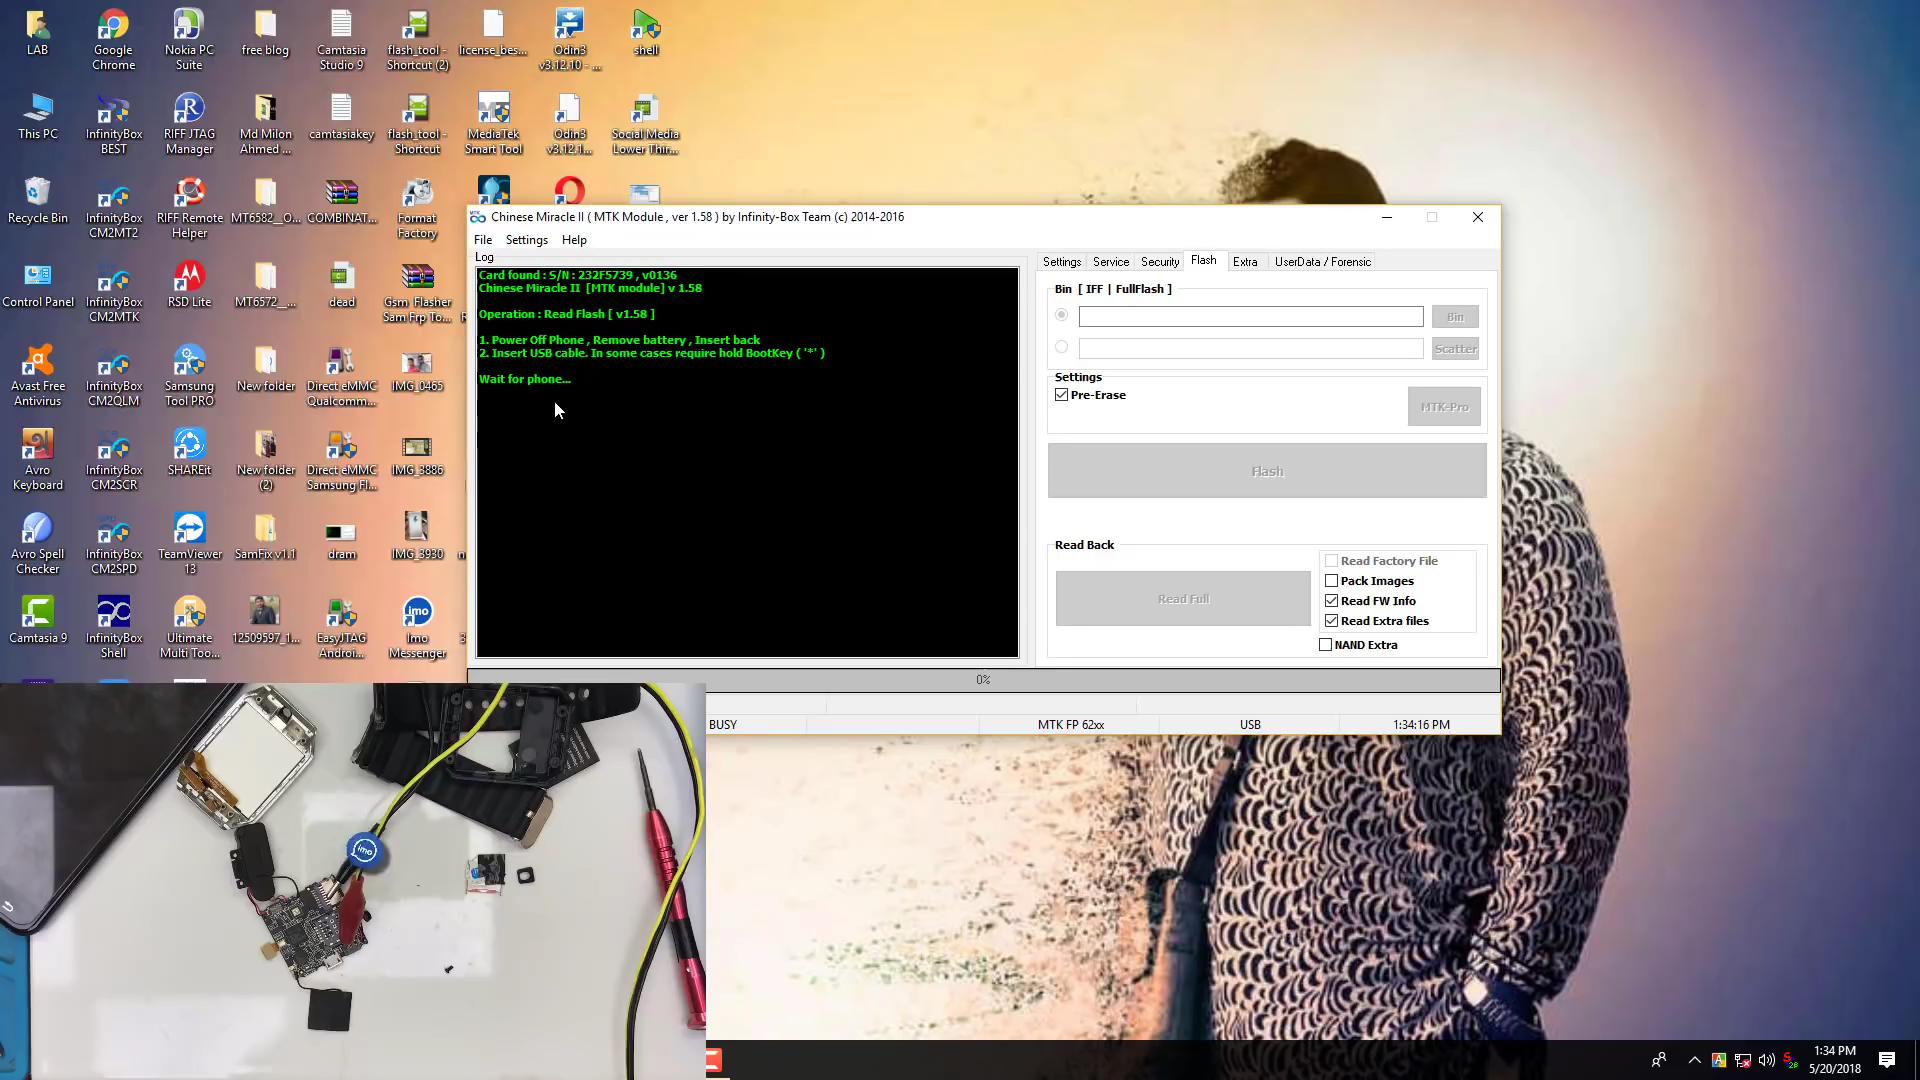 LAB
Google Chrome
Nokia PC Suite
free blog
Camtasia Studio 9
flash_tool - Shortcut (2)
license_bes...
Odin3 v3.12.10 - ...
shell
This PC
InfinityBox BEST
RIFF JTAG Manager
Md Milon Ahmed ...
camtasiakey
flash_tool - Shortcut
MediaTek Smart Tool
Odin3 v3.12.1...
Social Media Lower Thir...
Recycle Bin
InfinityBox CM2MT2
RIFF Remote Helper
MT6582__O...
COMBINAT...
Format Factory
Control Panel
InfinityBox CM2MTK
RSD Lite
MT6572__...
dead
Gsm_Flasher Sam Frp To...
Avast Free Antivirus
InfinityBox CM2QLM
Samsung Tool PRO
New folder
Direct eMMC Qualcomm...
IMG_0465
Avro Keyboard
InfinityBox CM2SCR
SHAREit
New folder (2)
Direct eMMC Samsung Fl...
IMG_3886
Avro Spell Checker
InfinityBox CM2SPD
TeamViewer 13
SamFix v1.1
dram
IMG_3930
Camtasia 9
InfinityBox Shell
Ultimate Multi Too...
12509597_1...
EasyJTAG Androi...
imo
Imo Messenger
Chinese Miracle II ( MTK Module , ver 1.58 ) by Infinity-Box Team (c) 2014-2016
File Settings Help
Log
Card found : S/N : 232F5739 , v0136
Chinese Miracle II [MTK module] v 1.58
Operation : Read Flash [ v1.58 ]
1. Power Off Phone , Remove battery , Insert back
2. Insert USB cable. In some cases require hold BootKey ( '*' )
Wait for phone...
Settings Service Security Flash Extra UserData / Forensic
Bin [ IFF | FullFlash ]
Bin
Scatter
Settings
Pre-Erase
MTK-Pro
Flash
Read Back
Read Full
Read Factory File
Pack Images
Read FW Info
Read Extra files
NAND Extra
0%
BUSY
MTK FP 62xx
USB
1:34:16 PM
imo
1:34 PM
5/20/2018